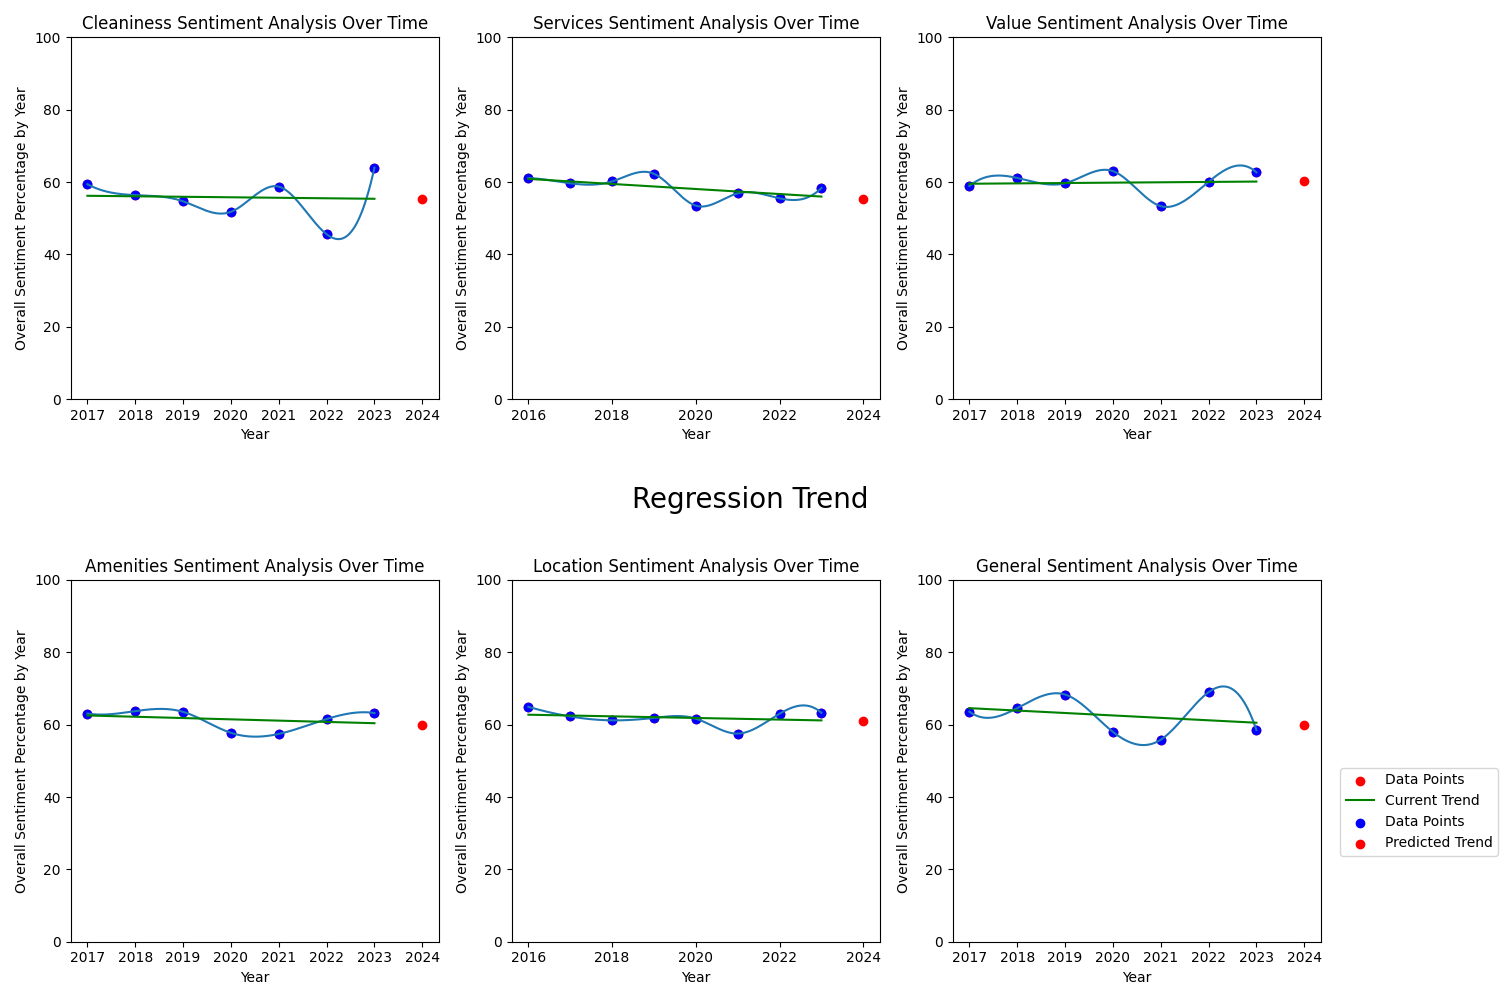 Cleaniness Sentiment Analysis Over Time
Overall Sentiment Percentage by Year
100
80
60
40
20
0
2017 2018 2019 2020 2021 2022 2023 2024
Year
Services Sentiment Analysis Over Time
Overall Sentiment Percentage by Year
100
80
60
40
20
0
2016 2018 2020 2022 2024
Year
Value Sentiment Analysis Over Time
Overall Sentiment Percentage by Year
100
80
60
40
20
0
2017 2018 2019 2020 2021 2022 2023 2024
Year
Regression Trend
Amenities Sentiment Analysis Over Time
Overall Sentiment Percentage by Year
100
80
60
40
20
0
2017 2018 2019 2020 2021 2022 2023 2024
Year
Location Sentiment Analysis Over Time
Overall Sentiment Percentage by Year
100
80
60
40
20
0
2016 2018 2020 2022 2024
Year
General Sentiment Analysis Over Time
Overall Sentiment Percentage by Year
100
80
60
40
20
0
2017 2018 2019 2020 2021 2022 2023 2024
Year
Data Points
Current Trend
Data Points
Predicted Trend